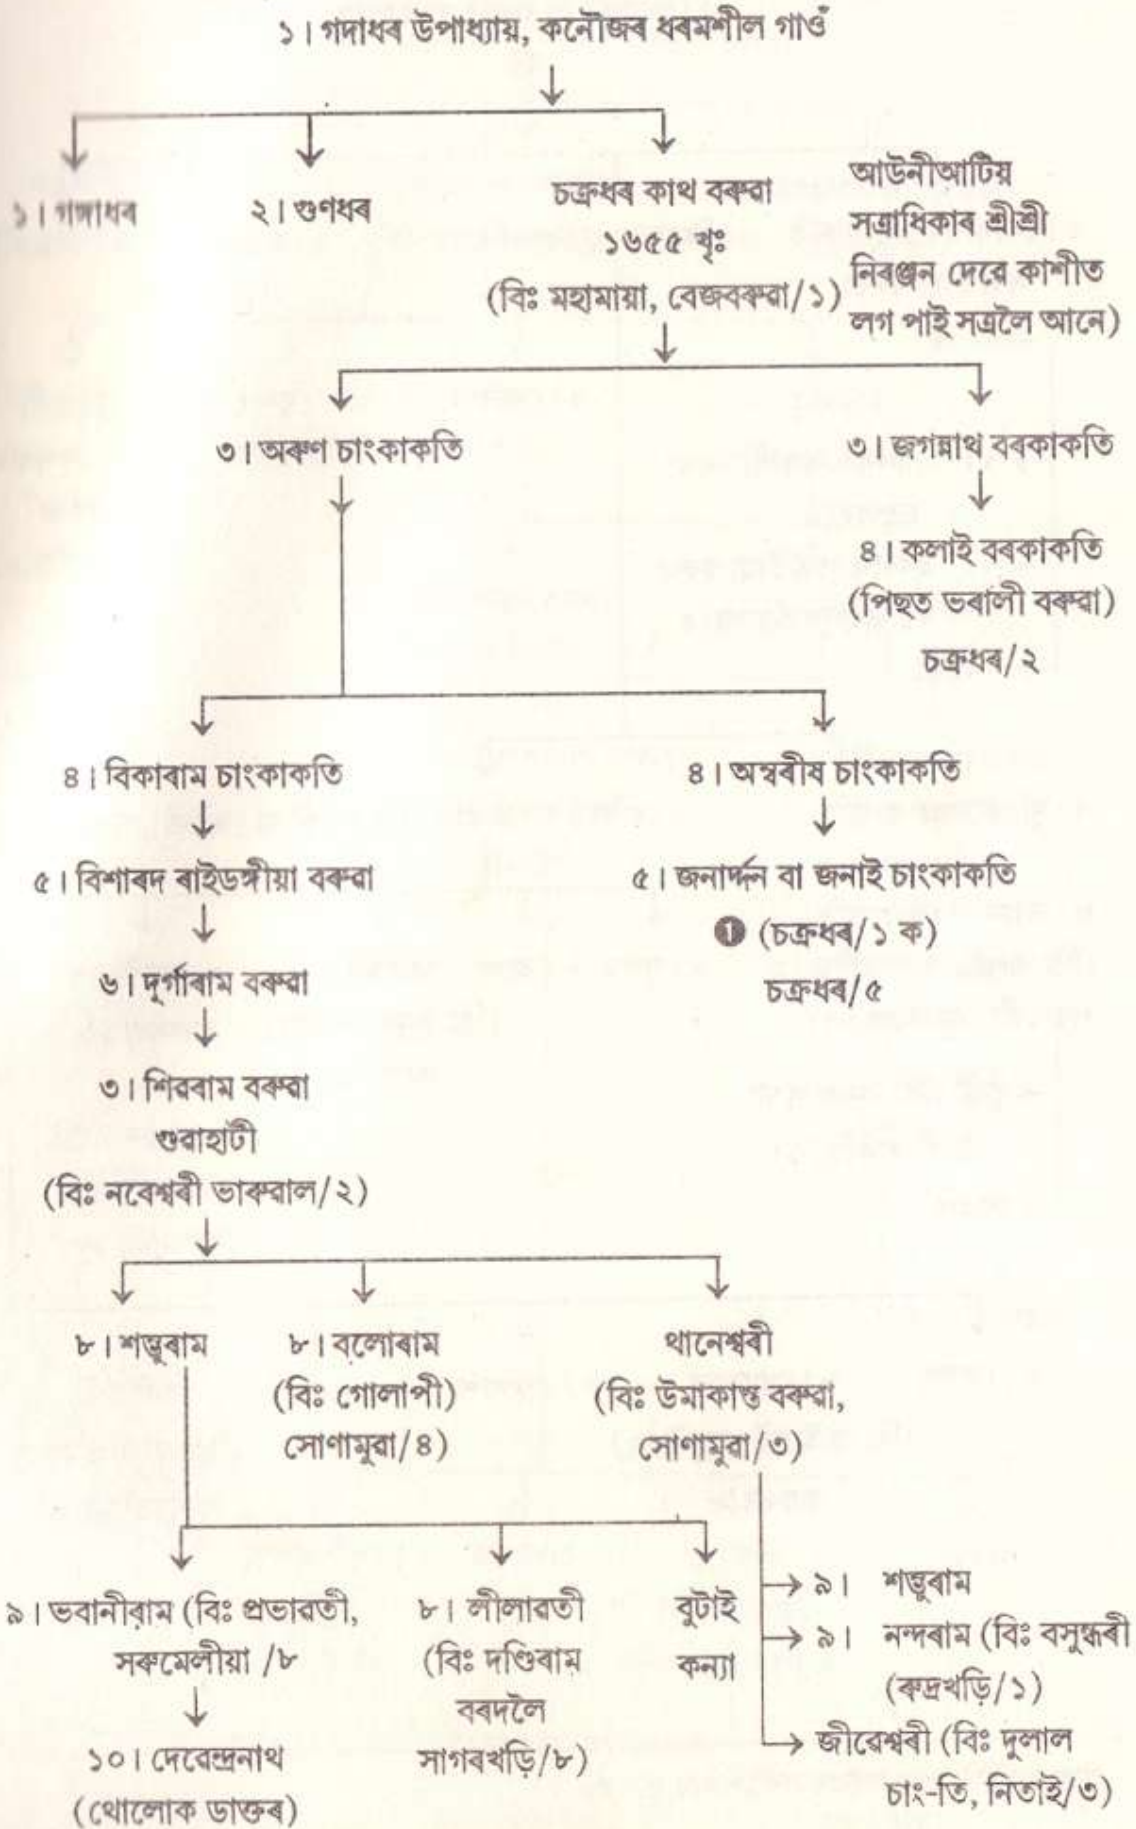 ১। গদাধৰ উপাধ্যায়, কনৌজৰ ধৰমশীল গাওঁ
১। গঙ্গাধৰ
২। গুণধৰ
চক্ৰধৰ কাথ বৰুৱা
১৬৫৫ খৃঃ
(বিঃ মহামায়া, বেজবৰুৱা/১)
আউনীআটিয়
সত্ৰাধিকাৰ শ্ৰীশ্ৰী
নিৰঞ্জন দেৱে কাশীত
লগ পাই সত্ৰলৈ আনে)
৩। অৰুণ চাংকাকতি
৩। জগন্নাথ বৰকাকতি
৪। কলাই বৰকাকতি
(পিছত ভৰালী বৰুৱা)
চক্ৰধৰ/২
৪। বিকাৰাম চাংকাকতি
৪। অম্বৰীষ চাংকাকতি
৫। বিশাৰদ ৰাইডঙ্গীয়া বৰুৱা
৫। জনাৰ্দ্দন বা জনাই চাংকাকতি
❶ (চক্ৰধৰ/১ ক)
চক্ৰধৰ/৫
৬। দূৰ্গাৰাম বৰুৱা
৩। শিৱৰাম বৰুৱা
গুৱাহাটী
(বিঃ নৰেশ্বৰী ভাৰুৱাল/২)
৮। শম্ভুৰাম
৮। বলোৰাম
(বিঃ গোলাপী)
সোণামুৱা/৪)
থানেশ্বৰী
(বিঃ উমাকান্ত বৰুৱা,
সোণামুৱা/৩)
৯। ভবানীৰাম (বিঃ প্ৰভাৱতী,
সৰুমেলীয়া /৮
১০। দেৱেন্দ্ৰনাথ
(থোলোক ডাক্তৰ)
৮। লীলাৱতী
(বিঃ দণ্ডিৰাম
বৰদলৈ
সাগৰখড়ি/৮)
বুটাই
কন্যা
৯। শম্ভুৰাম
৯। নন্দৰাম (বিঃ বসুন্ধৰী
(ৰুদ্ৰখড়ি/১)
জীৱেশ্বৰী (বিঃ দুলাল
চাং-তি, নিতাই/৩)